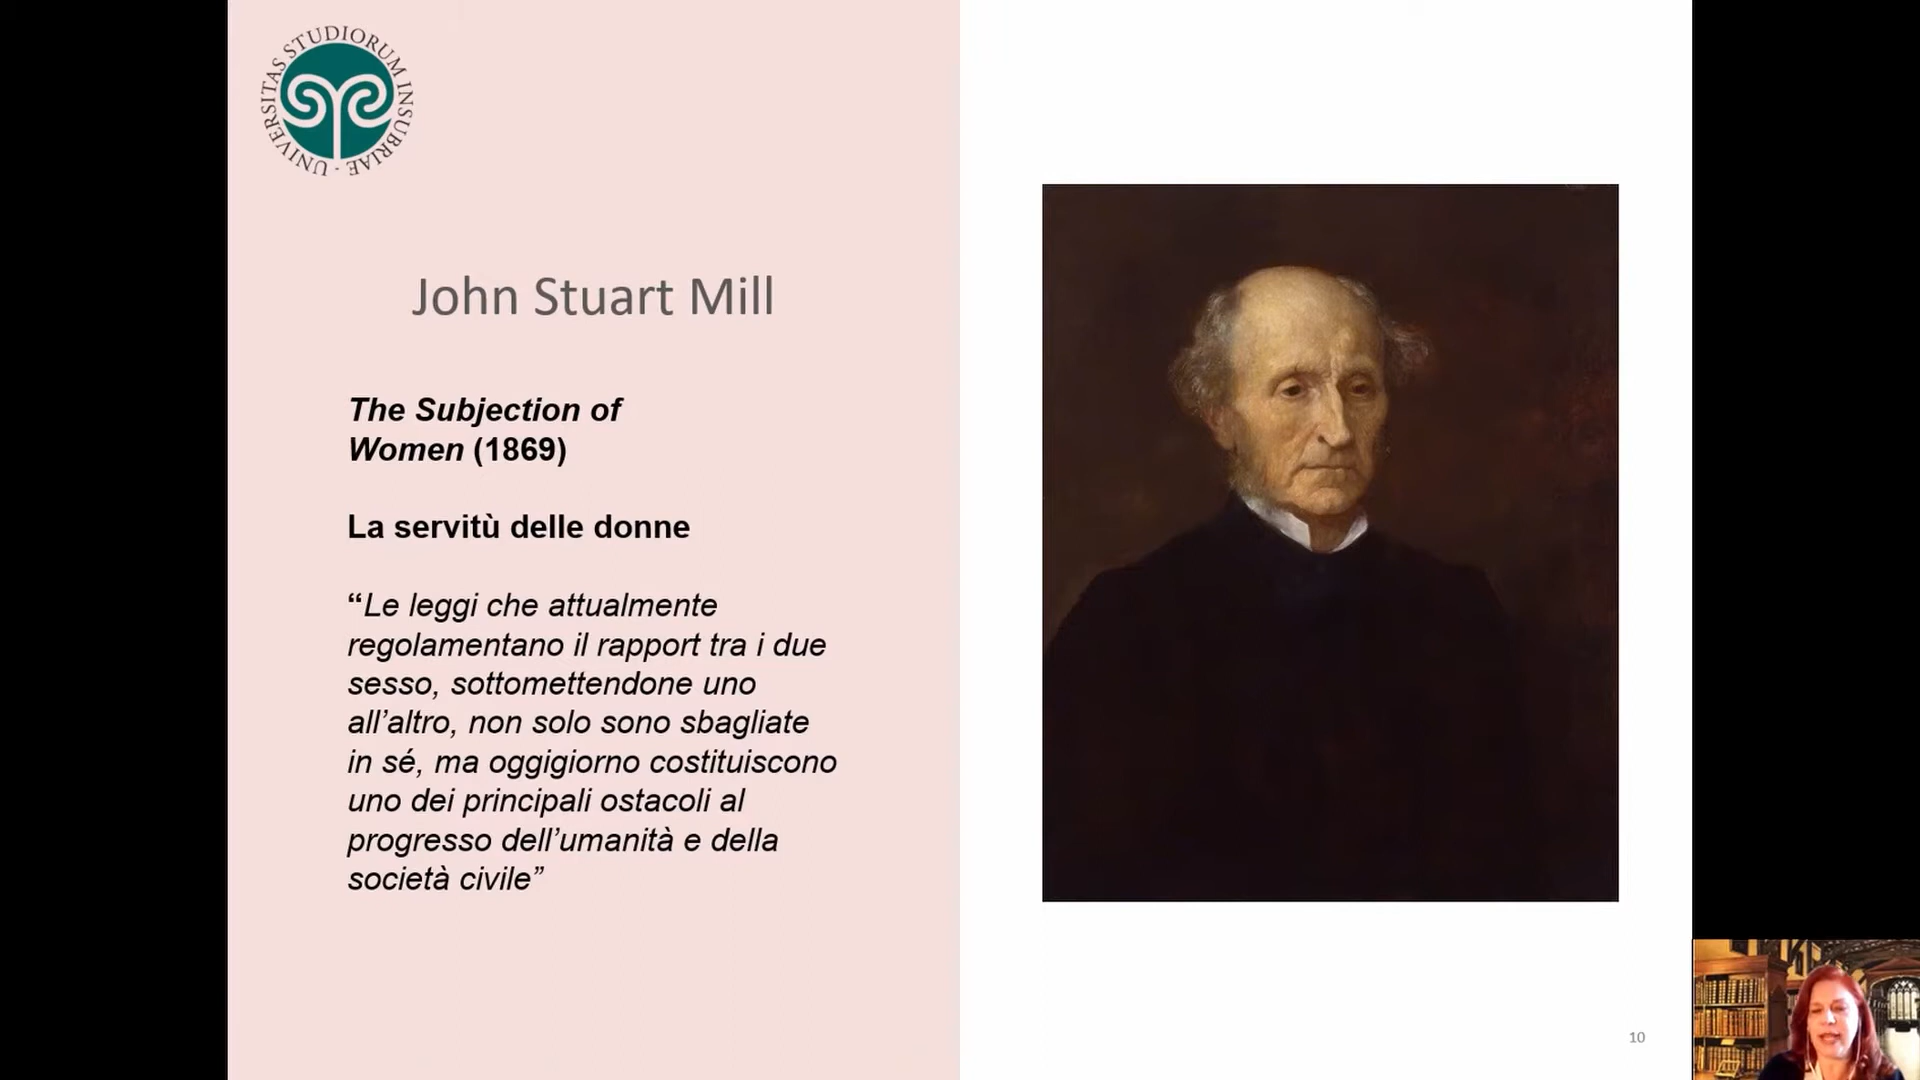 UNIVERSITAS STUDIORUM INSUBRIAE -
John Stuart Mill
The Subjection of
Women (1869)
La servitù delle donne
“Le leggi che attualmente
regolamentano il rapport tra i due
sesso, sottomettendone uno
all’altro, non solo sono sbagliate
in sé, ma oggigiorno costituiscono
uno dei principali ostacoli al
progresso dell’umanità e della
società civile”
10